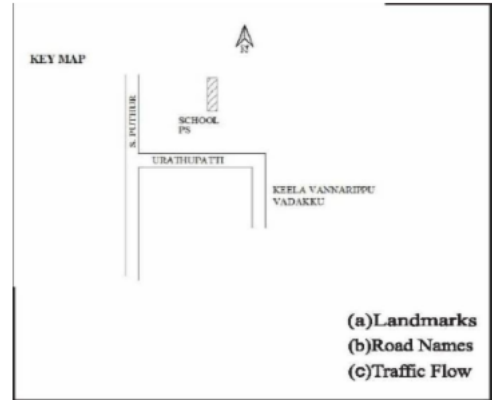 N
KEY MAP
S. PUTHUR
SCHOOL
PS
URATHUPATTI
KEELA VANNARIPPU
VADAKKU
(a)Landmarks
(b)Road Names
(c)Traffic Flow